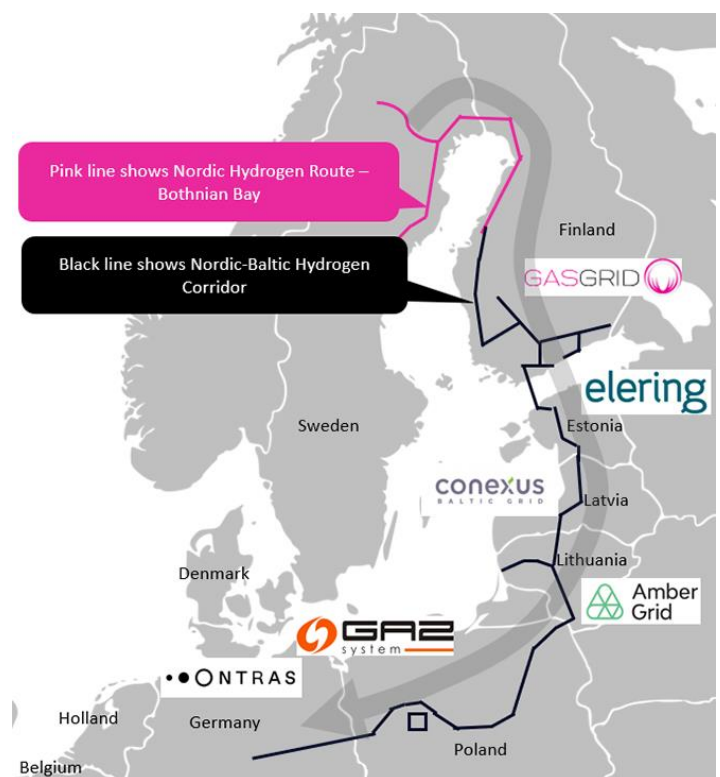 Pink line shows Nordic Hydrogen Route –
Bothnian Bay
Black line shows Nordic-Baltic Hydrogen
Corridor
Finland
GASGRID
elering
Sweden
Estonia
conexus
BALTIC GRID
Latvia
Lithuania
Denmark
Amber
Grid
GAZ
system
ONTRAS
Holland
Germany
Poland
Belgium